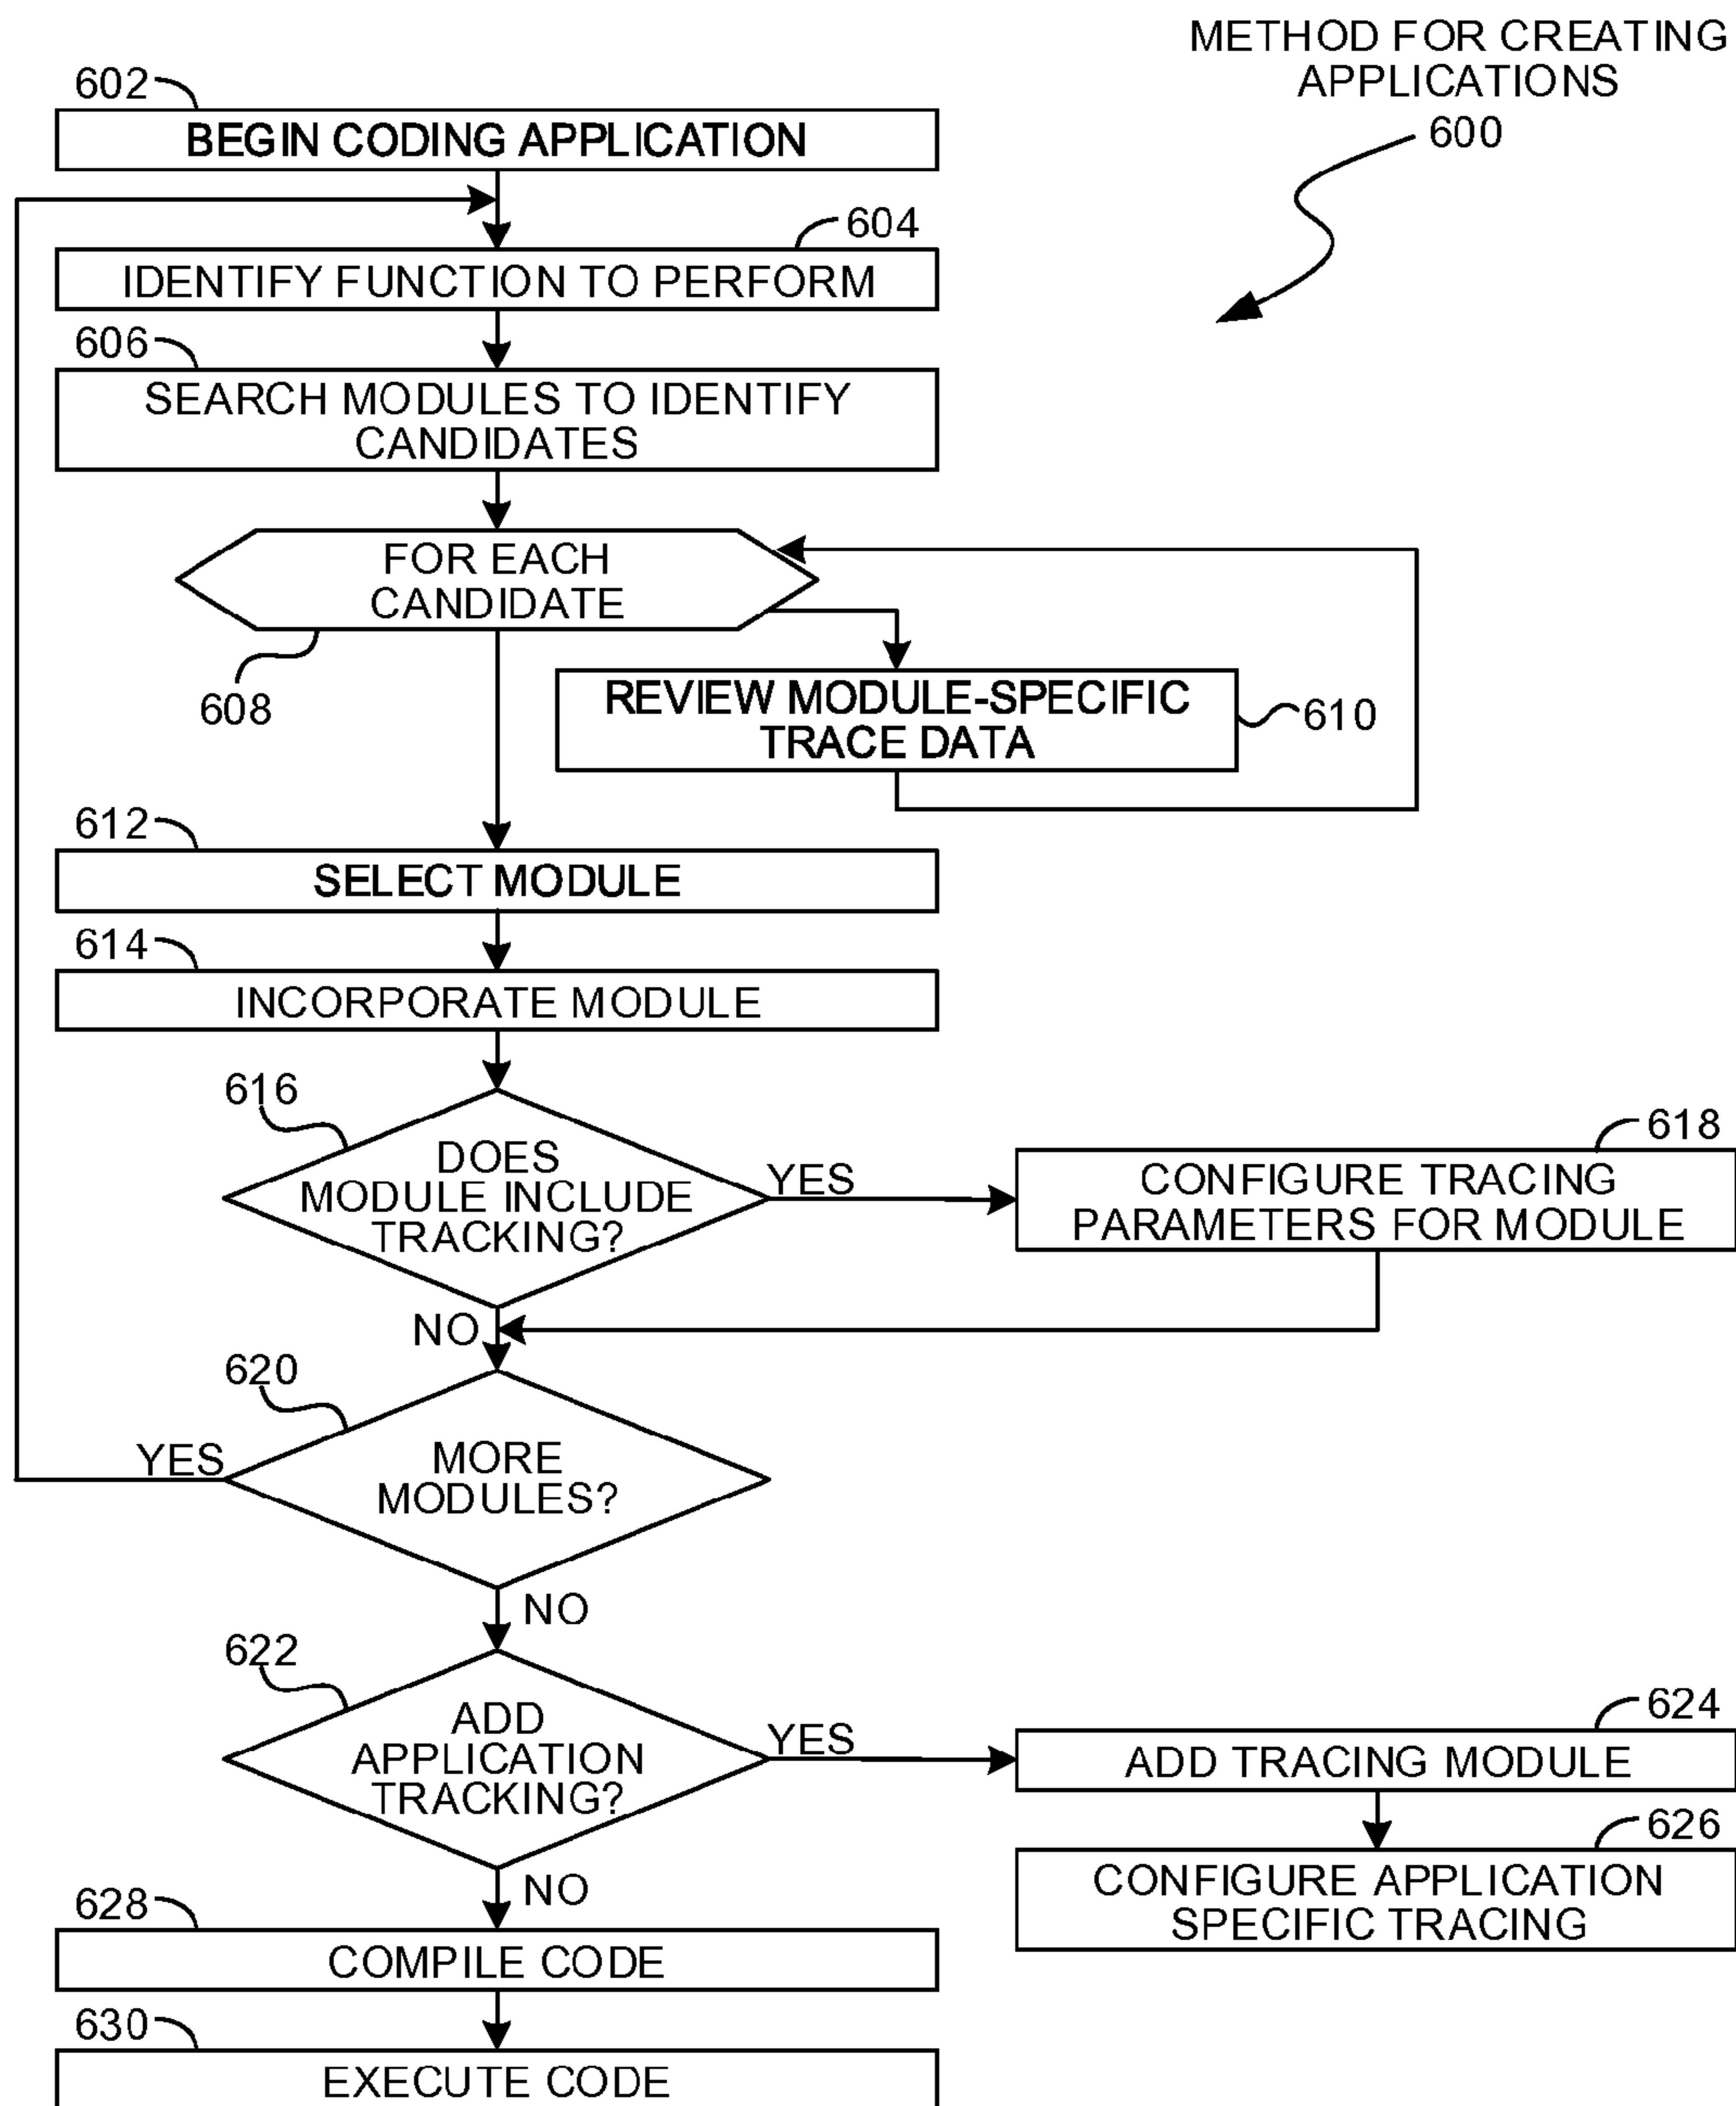 METHOD FOR CREATING
APPLICATIONS
600
602
BEGIN CODING APPLICATION
604
IDENTIFY FUNCTION TO PERFORM
606
SEARCH MODULES TO IDENTIFY
CANDIDATES
FOR EACH
CANDIDATE
608
REVIEW MODULE-SPECIFIC
TRACE DATA
610
612
SELECT MODULE
614
INCORPORATE MODULE
616
DOES
MODULE INCLUDE
TRACKING?
YES
618
CONFIGURE TRACING
PARAMETERS FOR MODULE
NO
620
MORE
MODULES?
YES
NO
622
ADD
APPLICATION
TRACKING?
YES
624
ADD TRACING MODULE
626
CONFIGURE APPLICATION
SPECIFIC TRACING
NO
628
COMPILE CODE
630
EXECUTE CODE